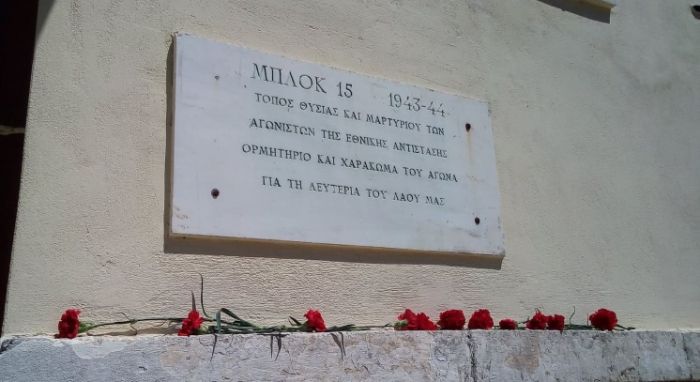 ΜΠΛΟΚ 15 1943-44
ΤΟΠΟΣ ΘΥΣΙΑΣ ΚΑΙ ΜΑΡΤΥΡΙΟΥ ΤΩΝ
ΑΓΩΝΙΣΤΩΝ ΤΗΣ ΕΘΝΙΚΗΣ ΑΝΤΙΣΤΑΣΗΣ
ΟΡΜΗΤΗΡΙΟ ΚΑΙ ΧΑΡΑΚΩΜΑ ΤΟΥ ΑΓΩΝΑ
ΓΙΑ ΤΗ ΛΕΥΤΕΡΙΑ ΤΟΥ ΛΑΟΥ ΜΑΣ